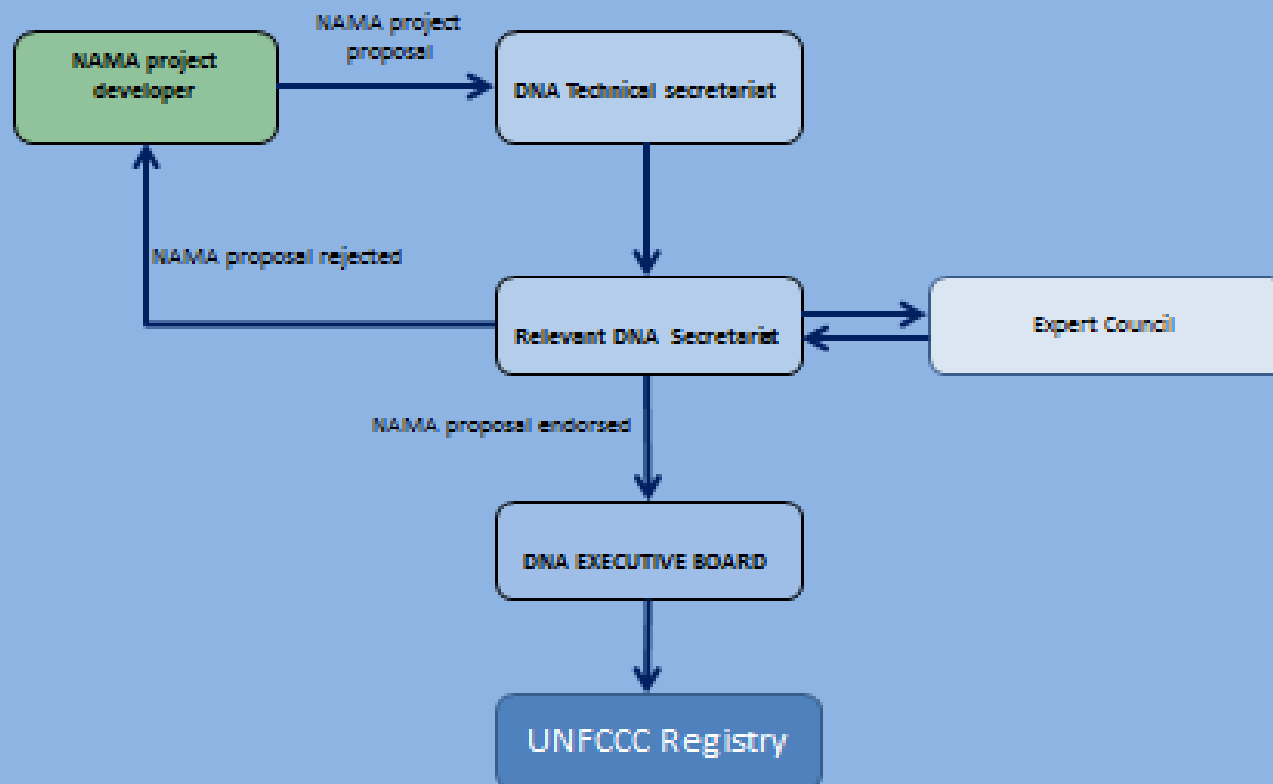 NAMA project
proposal
NAMA project
developer
DNA Technical secretariat
NAMA proposal rejected
Relevant DNA Secretariat
Expert Council
NAMA proposal endorsed
DNA EXECUTIVE BOARD
UNFCCC Registry